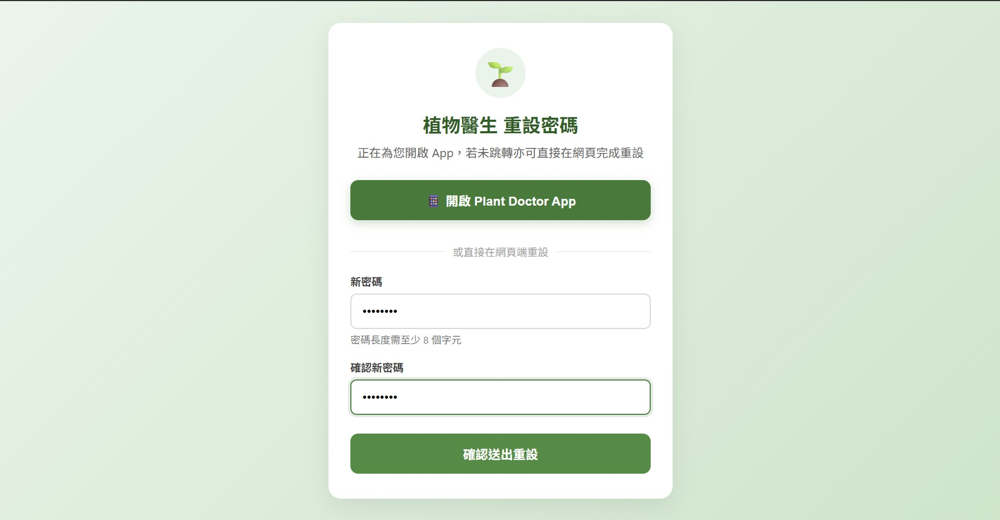 植物醫生 重設密碼
正在為您開啟 App，若未跳轉亦可直接在網頁完成重設
開啟 Plant Doctor App
或直接在網頁端重設
新密碼
••••••••
密碼長度需至少 8 個字元
確認新密碼
••••••••
確認送出重設